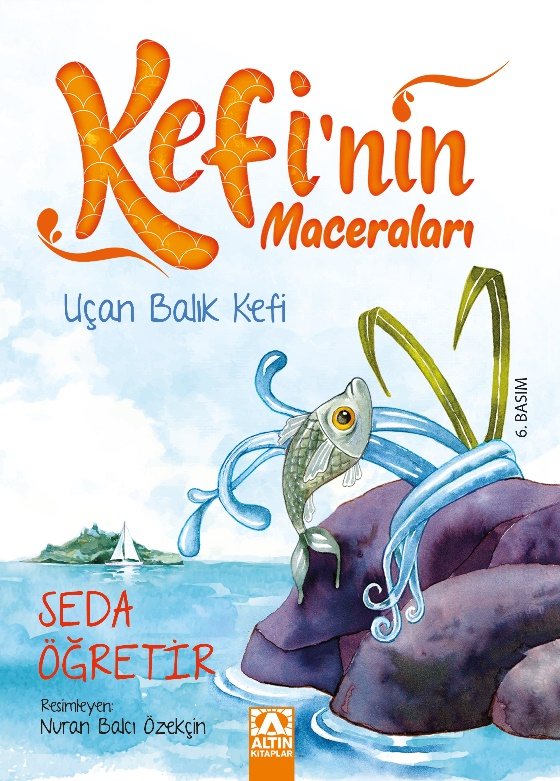 Kefi'nin
Maceraları
Uçan Balık Kefi
6. BASIM
SEDA
ÖĞRETİR
Resimleyen:
Nuran Balcı Özekçin
ALTIN
KİTAPLAR